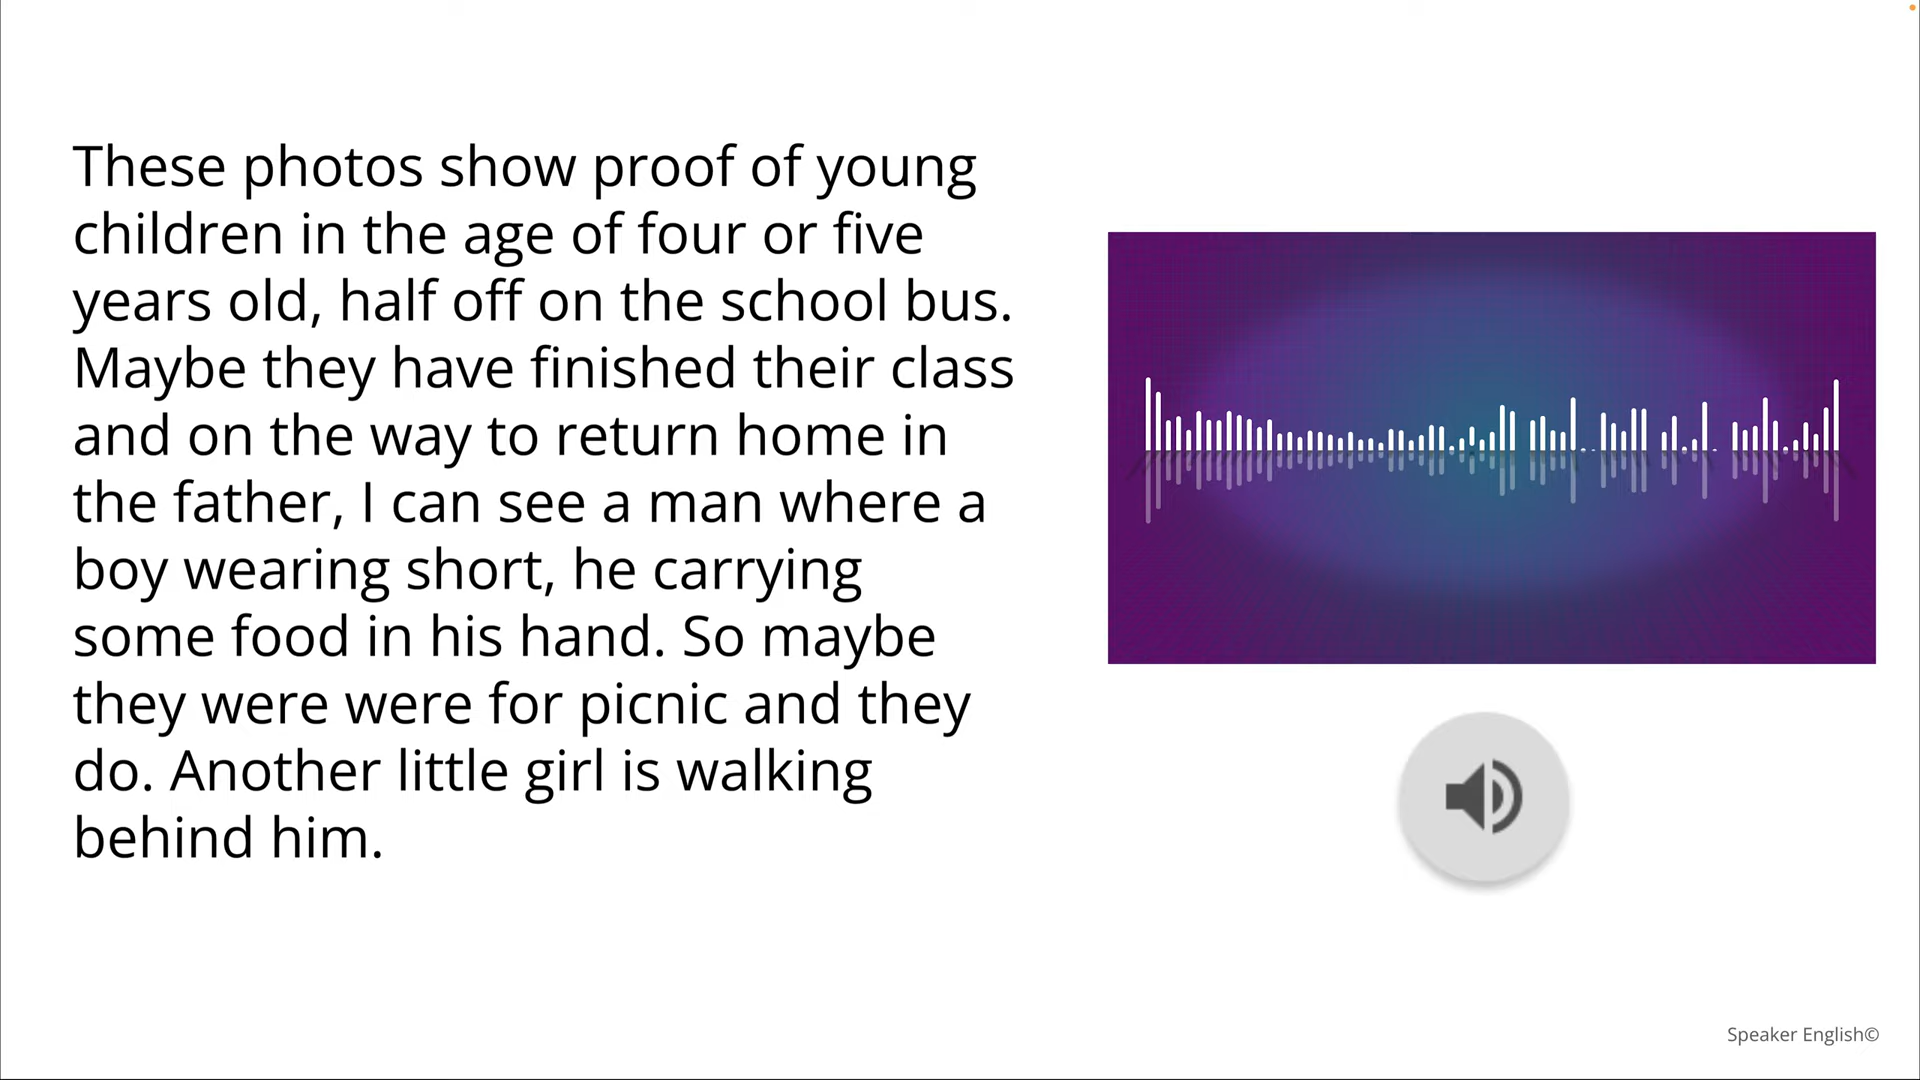 These photos show proof of young
children in the age of four or five
years old, half off on the school bus.
Maybe they have finished their class
and on the way to return home in
the father, I can see a man where a
boy wearing short, he carrying
some food in his hand. So maybe
they were were for picnic and they
do. Another little girl is walking
behind him.
Speaker English©